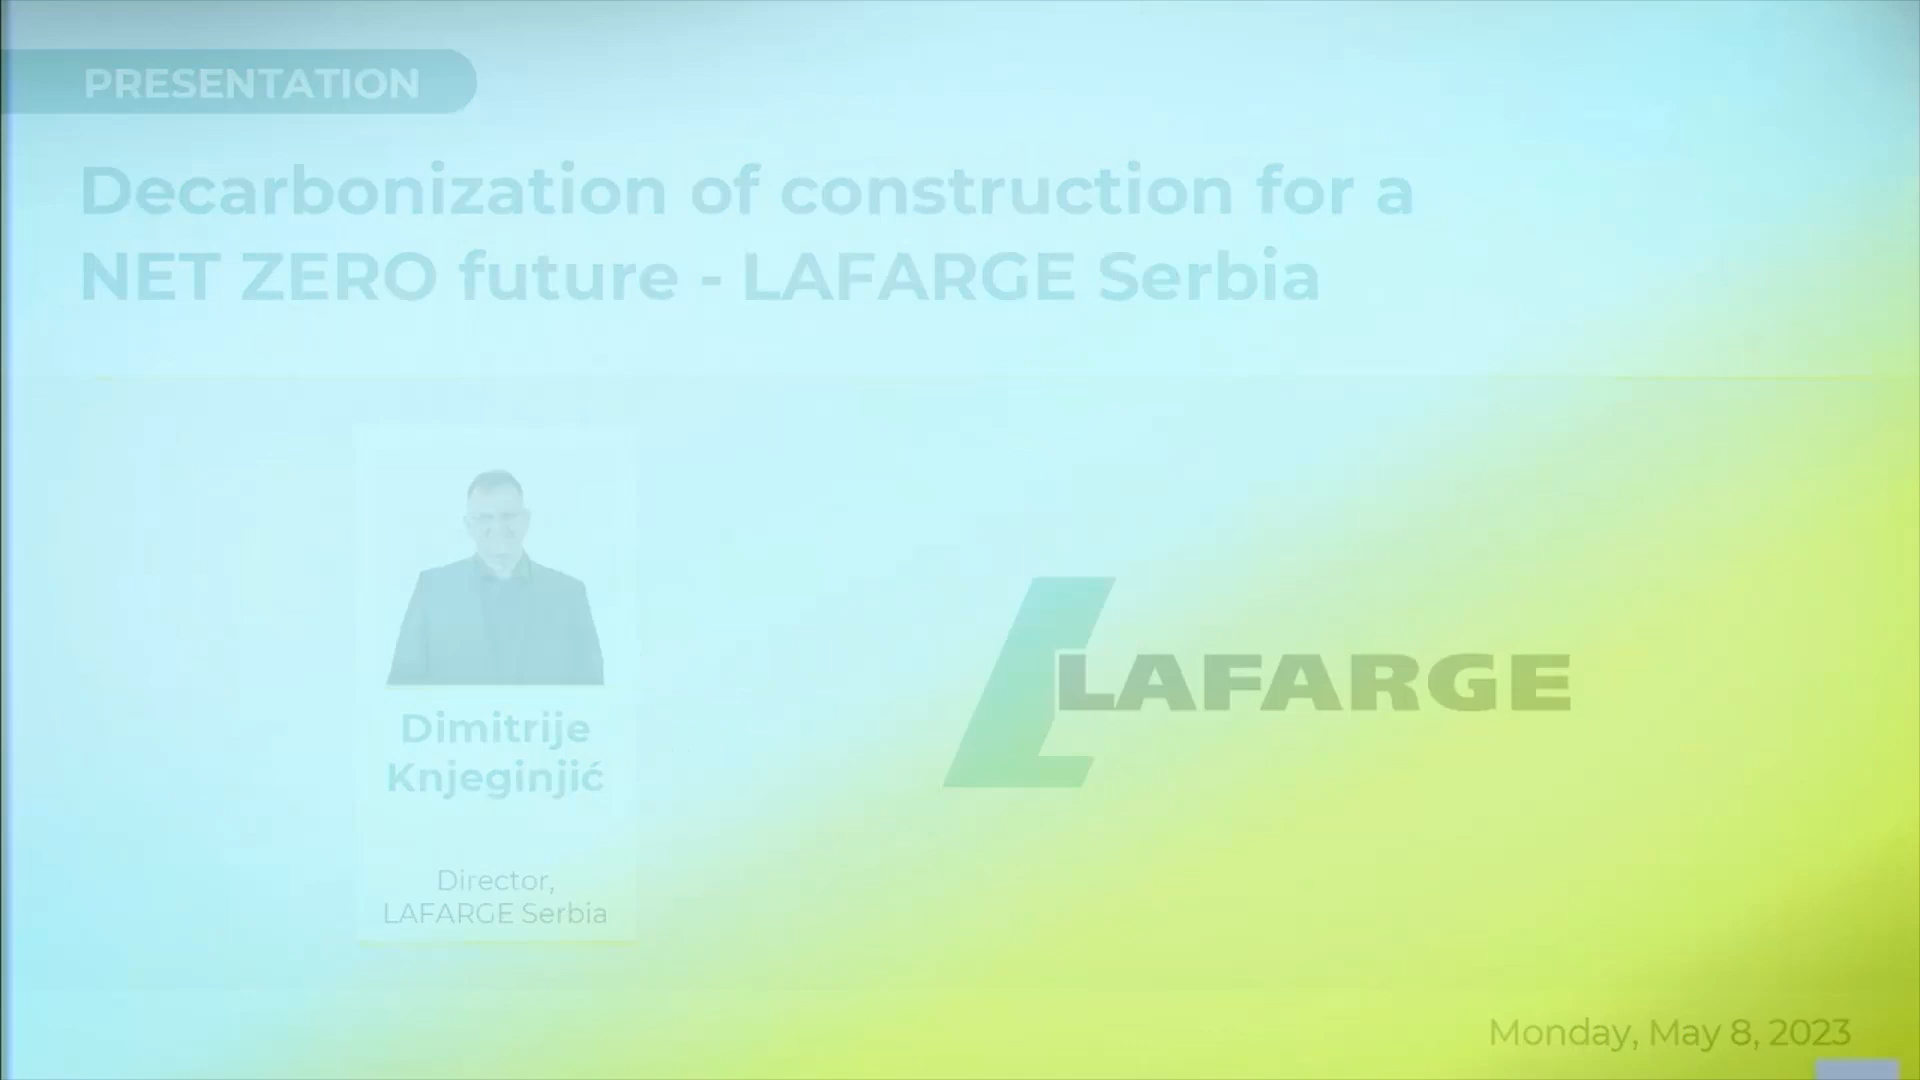 PRESENTATION
Decarbonization of construction for a
NET ZERO future - LAFARGE Serbia
Dimitrije
Knjeginjić
Director,
LAFARGE Serbia
LAFARGE
Monday, May 8, 2023